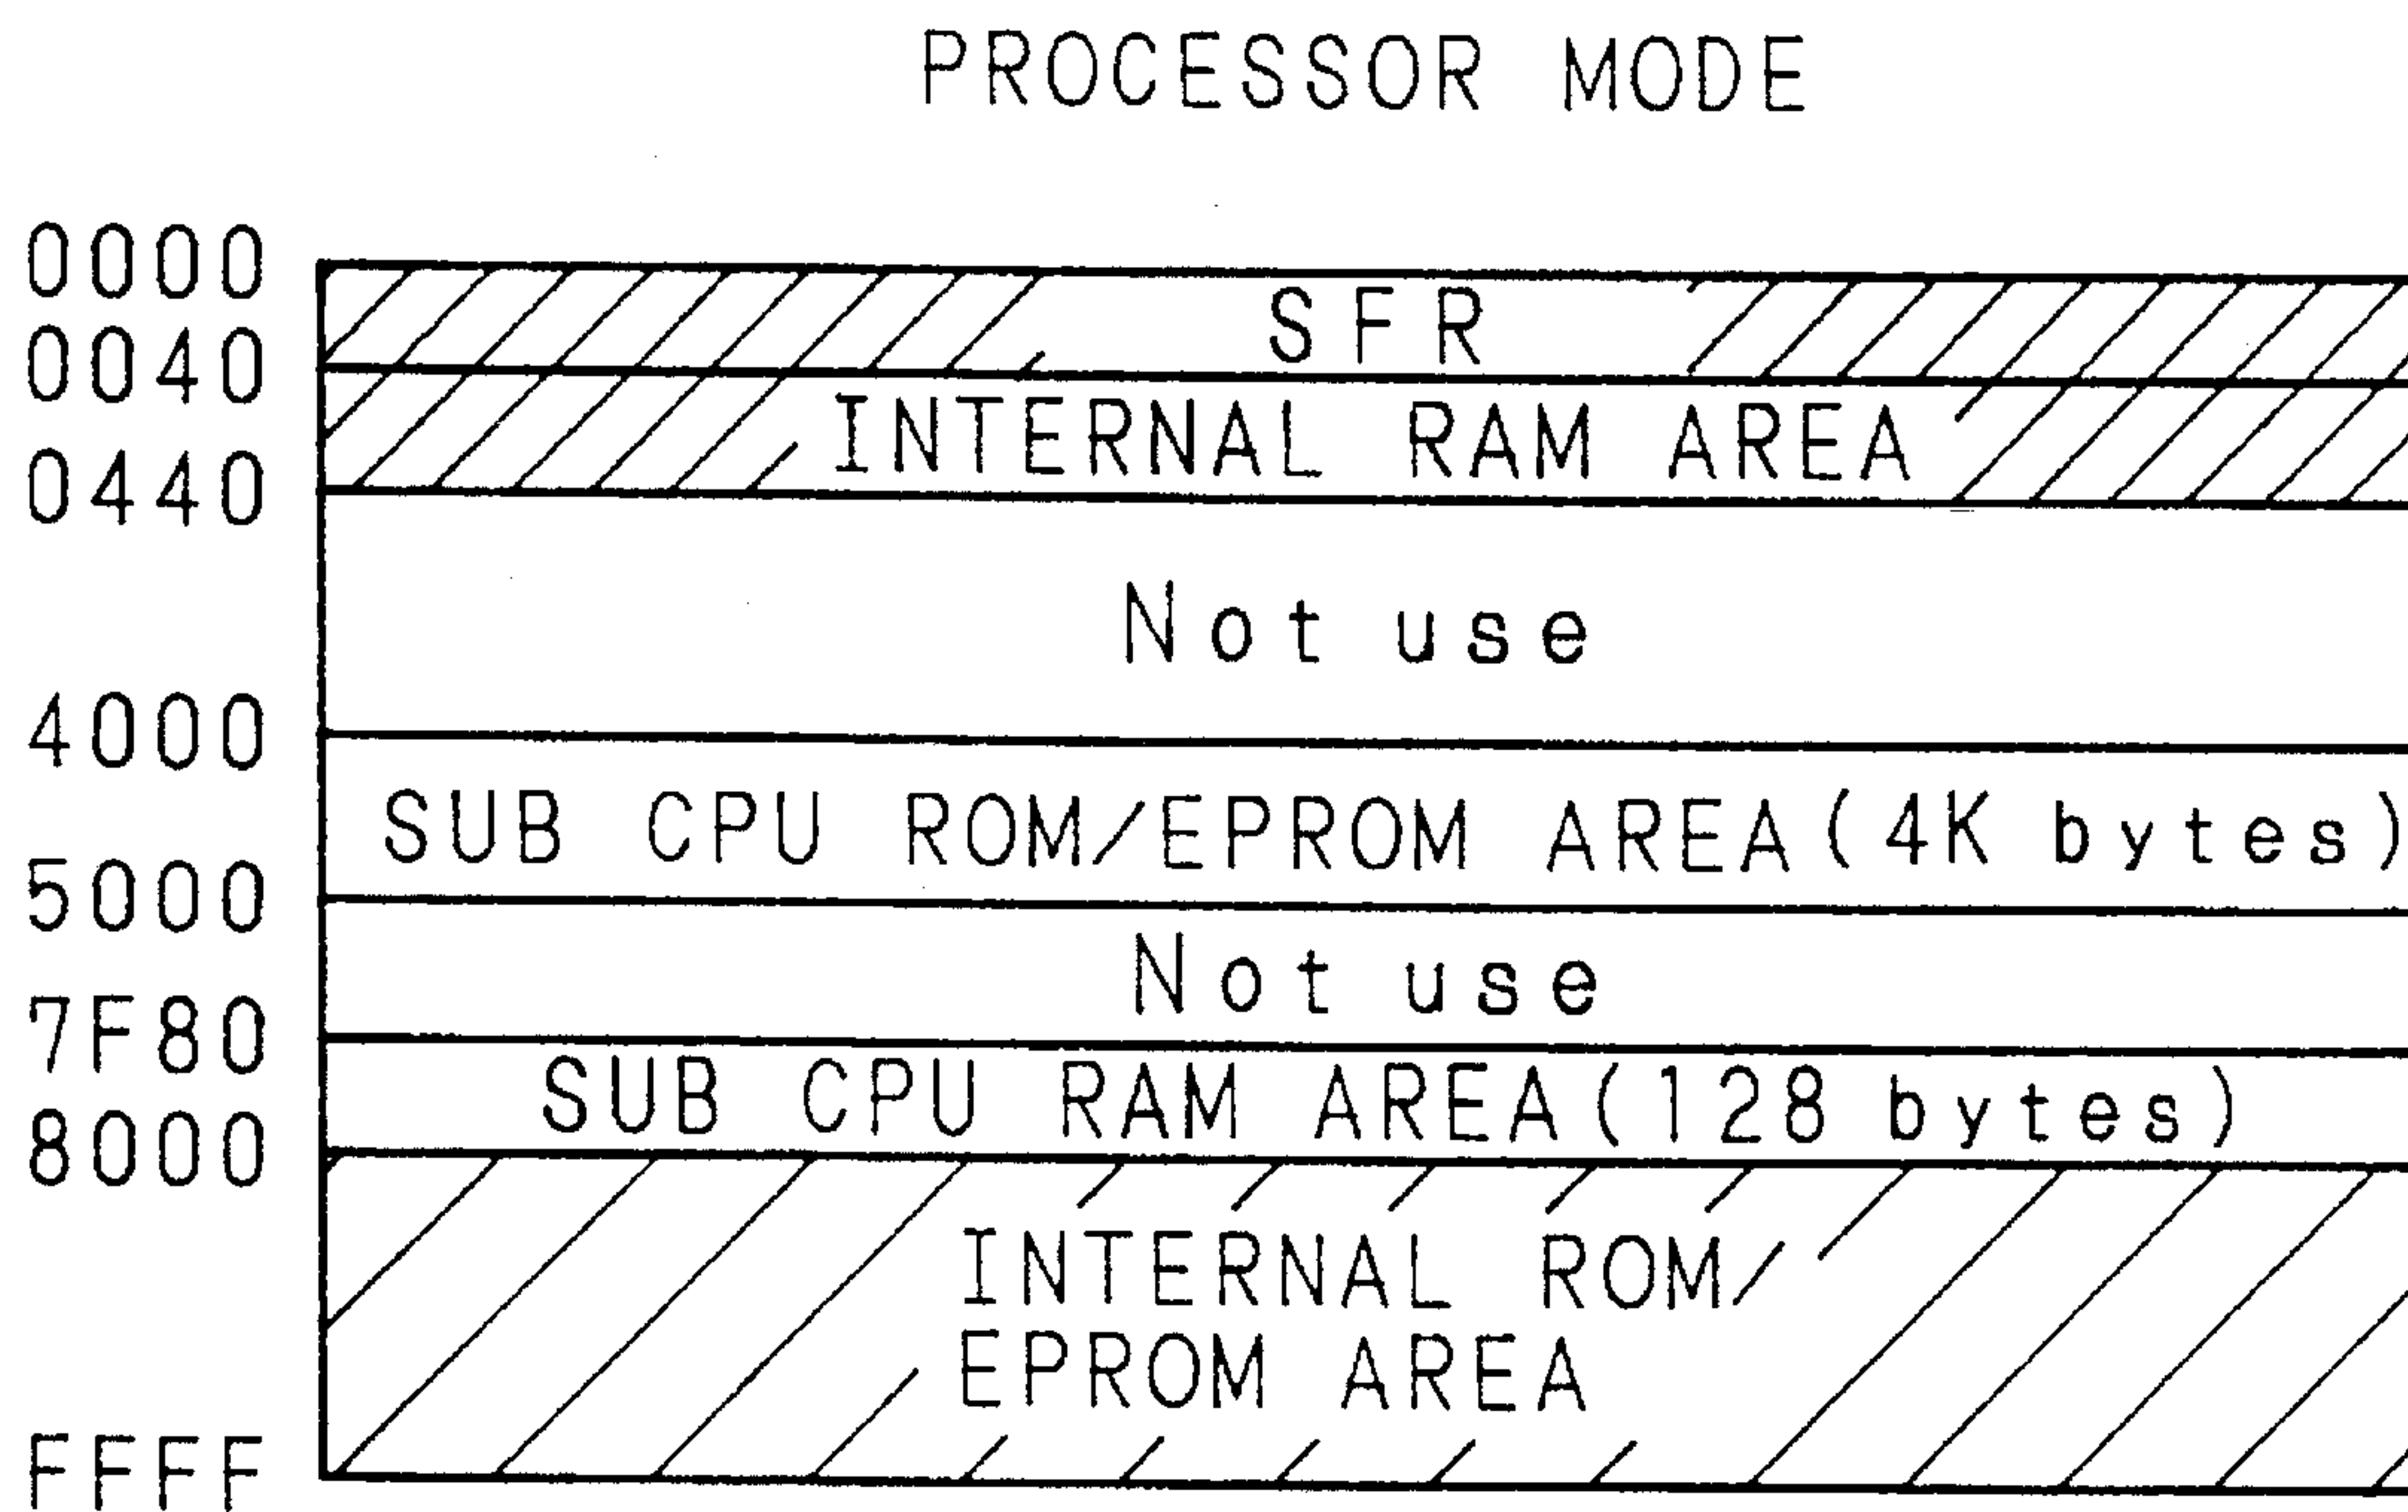 PROCESSOR MODE
0000
SFR
0040
INTERNAL RAM AREA
0440
Not use
4000
SUB CPU ROM/EPROM AREA(4K bytes)
5000
Not use
7F80
SUB CPU RAM AREA(128 bytes)
8000
INTERNAL ROM/
EPROM AREA
FFFF